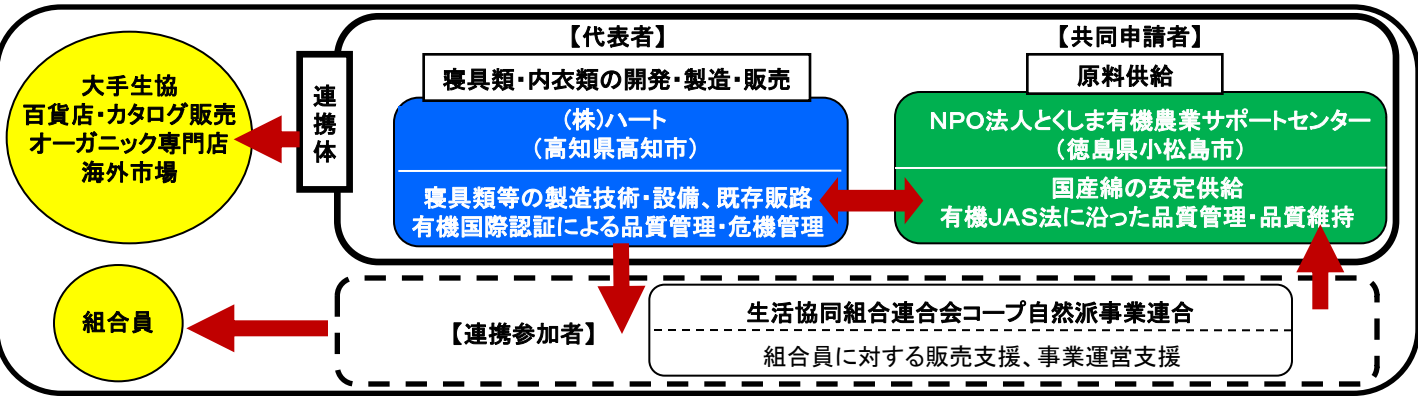 大手生協
百貨店・カタログ販売
オーガニック専門店
海外市場
連携体
【代表者】
寝具類・内衣類の開発・製造・販売
(株)ハート
(高知県高知市)
寝具類等の製造技術・設備、既存販路
有機国際認証による品質管理・危機管理
【共同申請者】
原料供給
NPO法人とくしま有機農業サポートセンター
(徳島県小松島市)
国産綿の安定供給
有機JAS法に沿った品質管理・品質維持
組合員
【連携参加者】
生活協同組合連合会コープ自然派事業連合
組合員に対する販売支援、事業運営支援